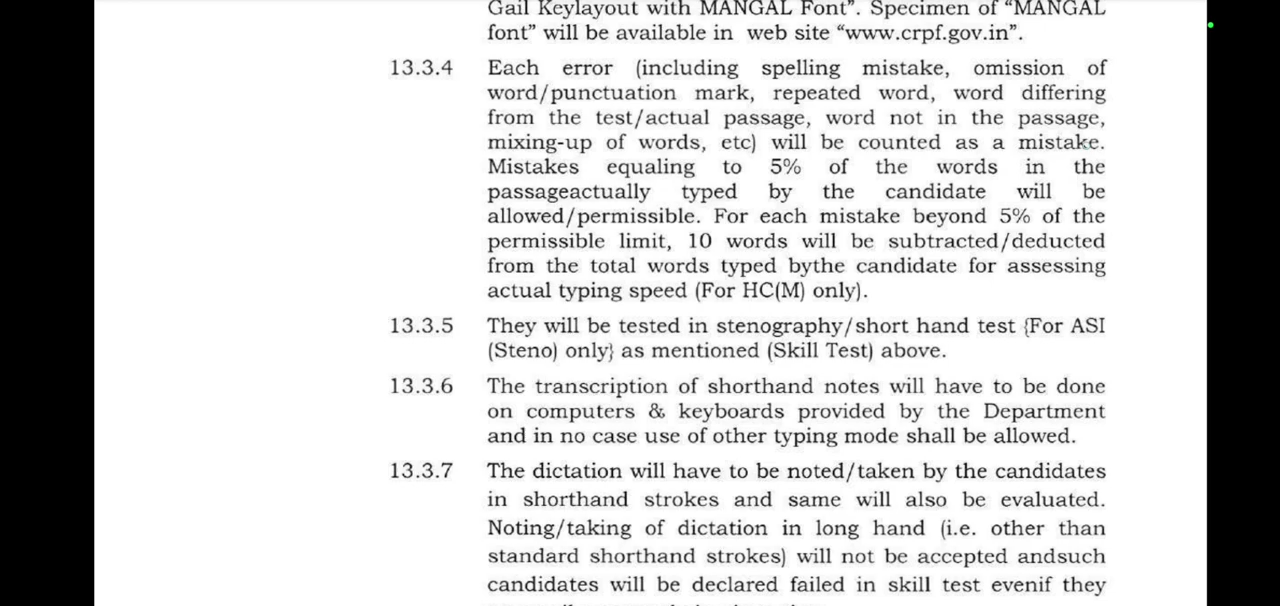 Gail Keylayout with MANGAL Font”. Specimen of “MANGAL
font” will be available in web site “www.crpf.gov.in”.
13.3.4 Each error (including spelling mistake, omission of
word/punctuation mark, repeated word, word differing
from the test/actual passage, word not in the passage,
mixing-up of words, etc) will be counted as a mistake.
Mistakes equaling to 5% of the words in the
passageactually typed by the candidate will be
allowed/permissible. For each mistake beyond 5% of the
permissible limit, 10 words will be subtracted/deducted
from the total words typed bythe candidate for assessing
actual typing speed (For HC(M) only).
13.3.5 They will be tested in stenography/short hand test {For ASI
(Steno) only} as mentioned (Skill Test) above.
13.3.6 The transcription of shorthand notes will have to be done
on computers & keyboards provided by the Department
and in no case use of other typing mode shall be allowed.
13.3.7 The dictation will have to be noted/taken by the candidates
in shorthand strokes and same will also be evaluated.
Noting/taking of dictation in long hand (i.e. other than
standard shorthand strokes) will not be accepted andsuch
candidates will be declared failed in skill test evenif they